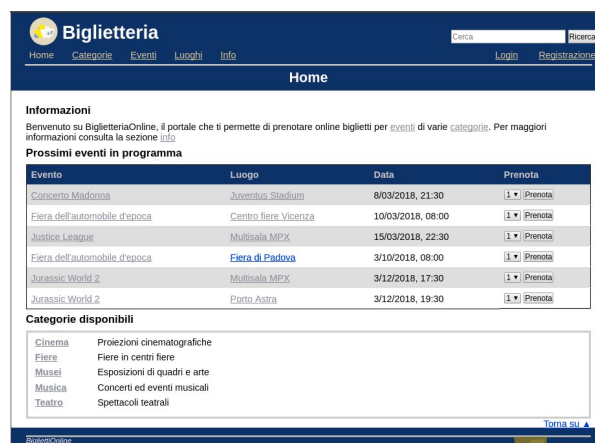 Biglietteria
Cerca Ricerca
Home Categorie Eventi Luoghi Info Login Registrazione
Home
Informazioni
Benvenuto su BiglietteriaOnline, il portale che ti permette di prenotare online biglietti per eventi di varie categorie. Per maggiori
informazioni consulta la sezione info
Prossimi eventi in programma
Evento Luogo Data Prenota
Concerto Madonna Juventus Stadium 8/03/2018, 21:30 1 ▼ Prenota
Fiera dell'automobile d'epoca Centro fiere Vicenza 10/03/2018, 08:00 1 ▼ Prenota
Justice League Multisala MPX 15/03/2018, 22:30 1 ▼ Prenota
Fiera dell'automobile d'epoca Fiera di Padova 3/10/2018, 08:00 1 ▼ Prenota
Jurassic World 2 Multisala MPX 3/12/2018, 17:30 1 ▼ Prenota
Jurassic World 2 Porto Astra 3/12/2018, 19:30 1 ▼ Prenota
Categorie disponibili
Cinema Proiezioni cinematografiche
Fiere Fiere in centri fiere
Musei Esposizioni di quadri e arte
Musica Concerti ed eventi musicali
Teatro Spettacoli teatrali
Torna su ▲
BigliettiOnline